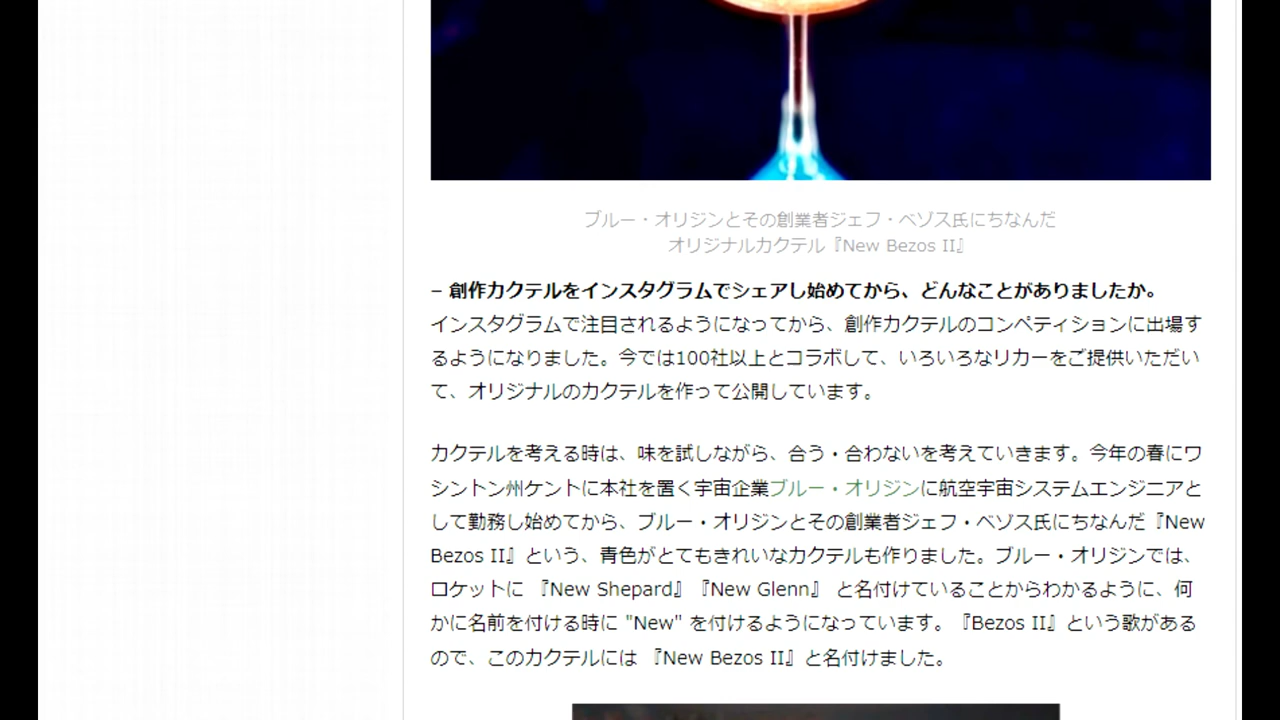 ブルー・オリジンとその創業者ジェフ・ベゾス氏にちなんだ
オリジナルカクテル『New Bezos II』
– 創作カクテルをインスタグラムでシェアし始めてから、どんなことがありましたか。
インスタグラムで注目されるようになってから、創作カクテルのコンペティションに出場す
るようになりました。今では100社以上とコラボして、いろいろなリカーをご提供いただい
て、オリジナルのカクテルを作って公開しています。
カクテルを考える時は、味を試しながら、合う・合わないを考えていきます。今年の春にワ
シントン州ケントに本社を置く宇宙企業ブルー・オリジンに航空宇宙システムエンジニアと
して勤務し始めてから、ブルー・オリジンとその創業者ジェフ・ベゾス氏にちなんだ『New
Bezos II』という、青色がとてもきれいなカクテルも作りました。ブルー・オリジンでは、
ロケットに 『New Shepard』『New Glenn』 と名付けていることからわかるように、何
かに名前を付ける時に "New" を付けるようになっています。『Bezos II』という歌がある
ので、このカクテルには 『New Bezos II』と名付けました。